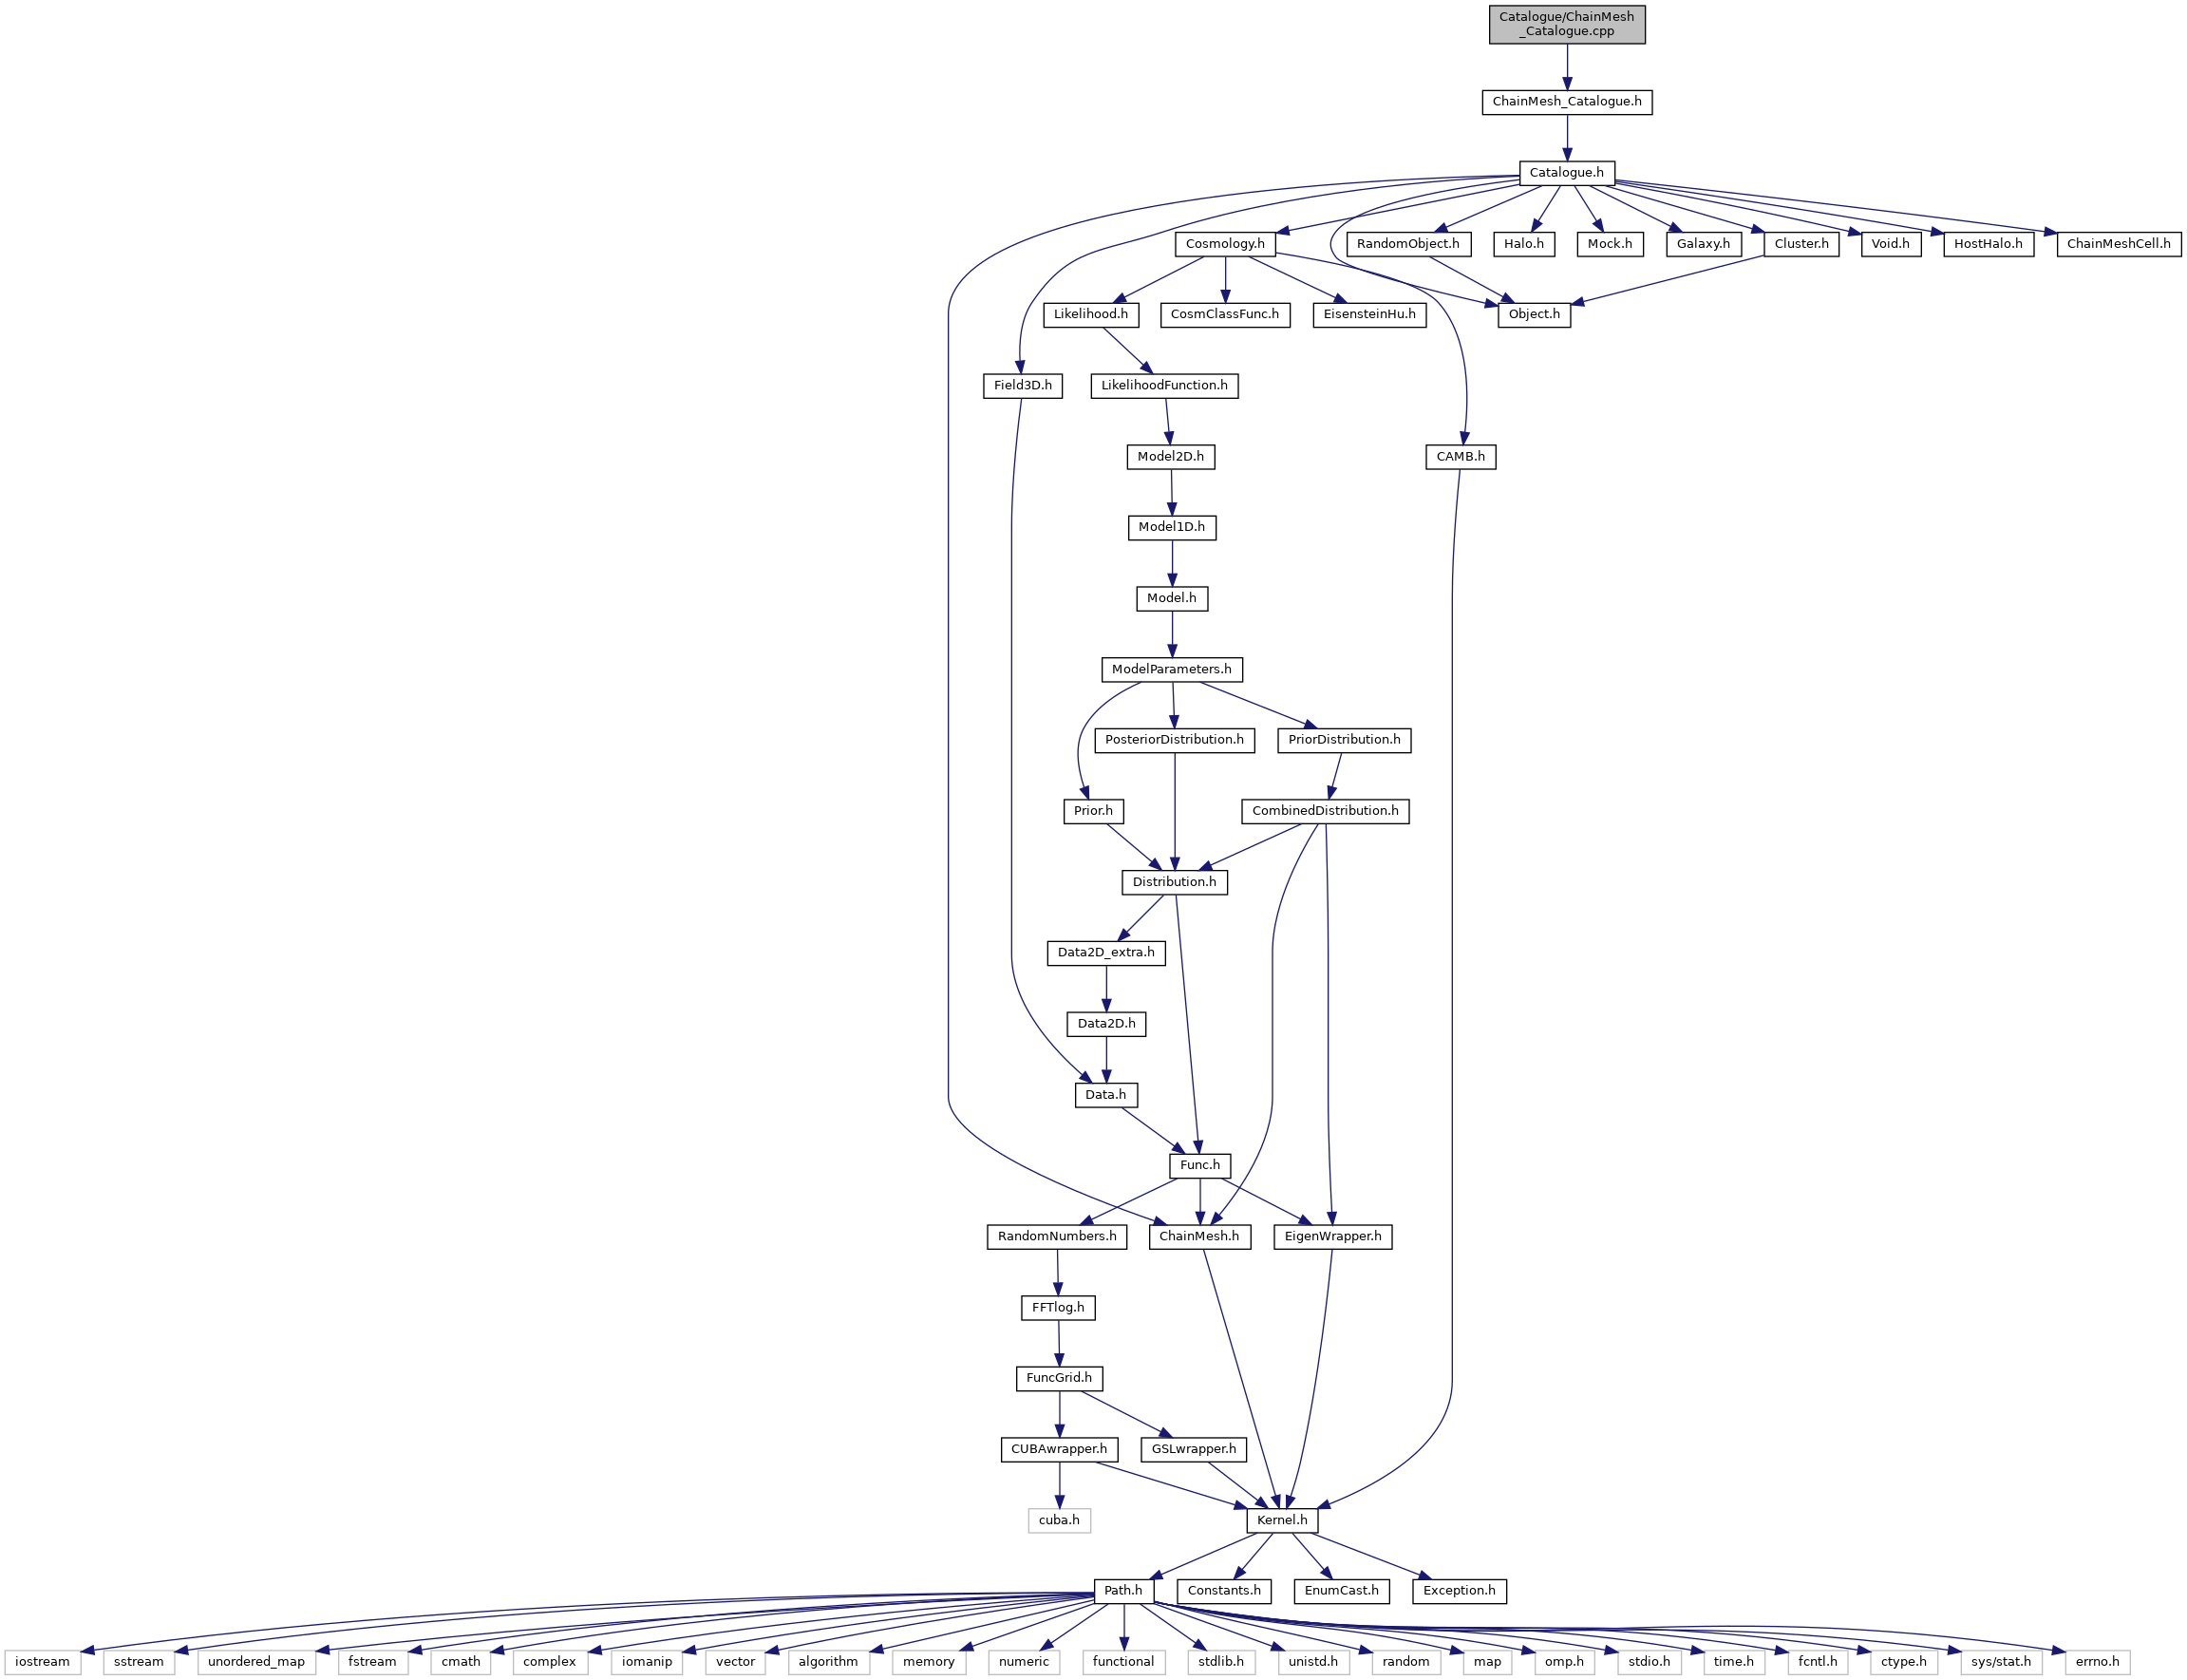 Catalogue/ChainMesh
_Catalogue.cpp
ChainMesh_Catalogue.h
Catalogue.h
Cosmology.h
RandomObject.h
Halo.h
Mock.h
Galaxy.h
Cluster.h
Void.h
HostHalo.h
ChainMeshCell.h
Likelihood.h
CosmClassFunc.h
EisensteinHu.h
Object.h
Field3D.h
LikelihoodFunction.h
Model2D.h
CAMB.h
Model1D.h
Model.h
ModelParameters.h
PosteriorDistribution.h
PriorDistribution.h
Prior.h
CombinedDistribution.h
Distribution.h
Data2D_extra.h
Data2D.h
Data.h
Func.h
RandomNumbers.h
ChainMesh.h
EigenWrapper.h
FFTlog.h
FuncGrid.h
CUBAwrapper.h
GSLwrapper.h
cuba.h
Kernel.h
Path.h
Constants.h
EnumCast.h
Exception.h
iostream
sstream
unordered_map
fstream
cmath
complex
iomanip
vector
algorithm
memory
numeric
functional
stdlib.h
unistd.h
random
map
omp.h
stdio.h
time.h
fcntl.h
ctype.h
sys/stat.h
errno.h